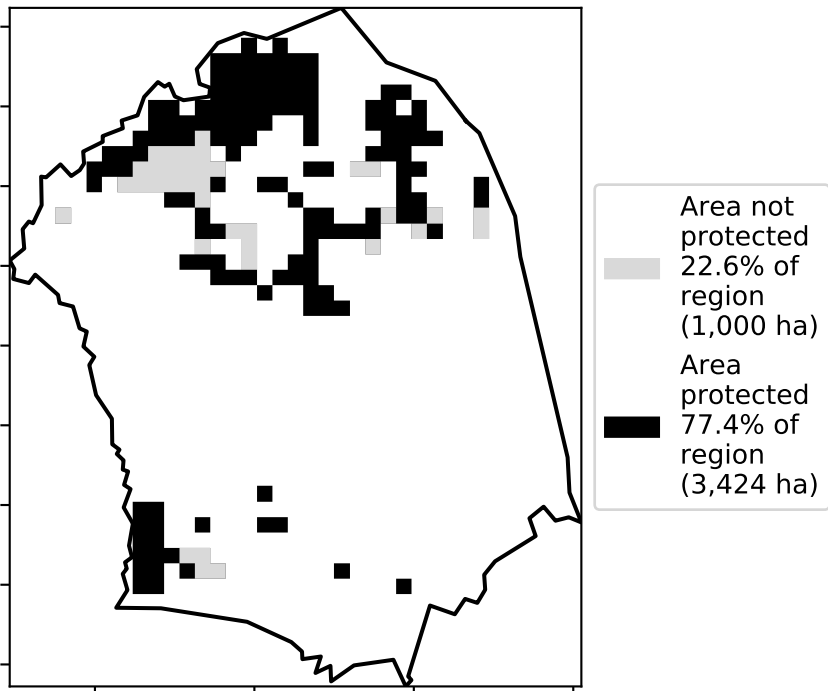 Area not
protected
22.6% of
region
(1,000 ha)
Area
protected
77.4% of
region
(3,424 ha)